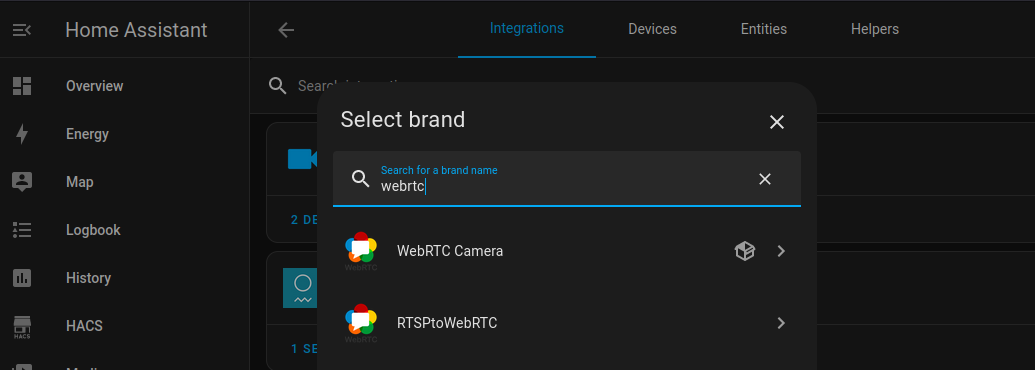 Home Assistant
Integrations
Devices
Entities
Helpers
Overview
Energy
Map
Logbook
History
HACS
HACS
Search
2 DE
1 SE
Select brand
Search for a brand name
webrtc
WebRTC
WebRTC Camera
WebRTC
RTSPtoWebRTC